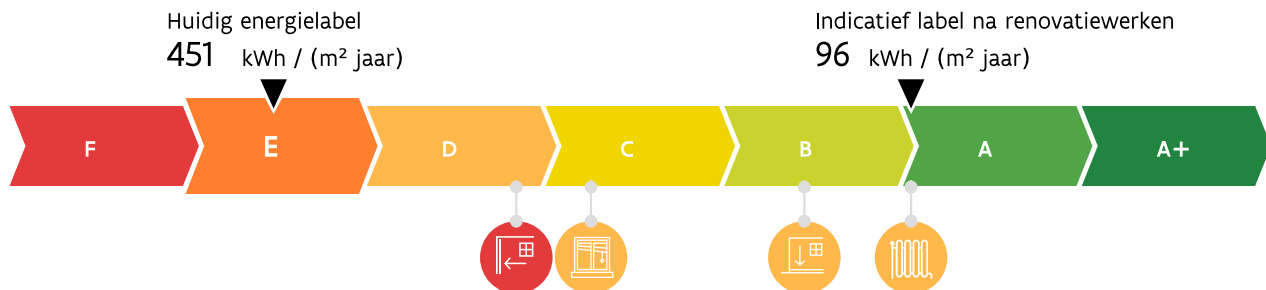 Huidig energielabel
451 kWh / (m² jaar)
Indicatief label na renovatiewerken
96 kWh / (m² jaar)
F E D C B A A+